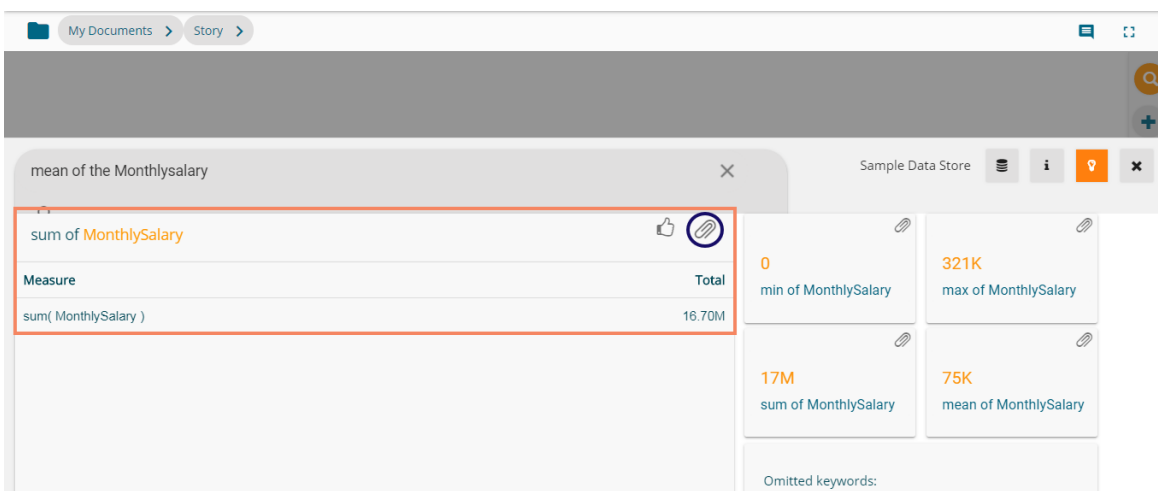 My Documents
Story
mean of the Monthlysalary
Sample Data Store
i
sum of MonthlySalary
Measure Total
sum( MonthlySalary ) 16.70M
0
min of MonthlySalary
321K
max of MonthlySalary
17M
sum of MonthlySalary
75K
mean of MonthlySalary
Omitted keywords: